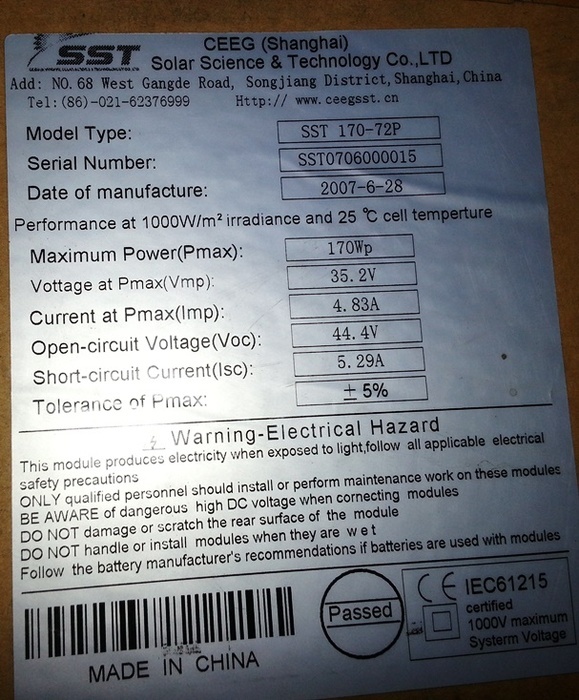 SST
CEEG (Shanghai)
Solar Science & Technology Co.,LTD
Add: NO. 68 West Gangde Road, Songjiang District, Shanghai, China
Tel: (86)-021-62376999 Http:// www.ceegsst.cn
Model Type: SST 170-72P
Serial Number: SST0706000015
Date of manufacture: 2007-6-28
Performance at 1000W/m² irradiance and 25 ℃ cell temperture
Maximum Power(Pmax): 170Wp
Vottage at Pmax(Vmp): 35.2V
Current at Pmax(Imp): 4.83A
Open-circuit Voltage(Voc): 44.4V
Short-circuit Current(Isc): 5.29A
Tolerance of Pmax: ±5%
Warning-Electrical Hazard
This module produces electricity when exposed to light,follow all applicable electrical
safety precautions
ONLY qualified personnel should install or perform maintenance work on these modules
BE AWARE of dangerous high DC voltage when correcting modules
DO NOT damage or scratch the rear surface of the module
DO NOT handle or install modules when they are wet
Follow the battery manufacturer's recommendations if batteries are used with modules
MADE IN CHINA
Passed
CE IEC61215
certified
1000V maximum
Systerm Voltage